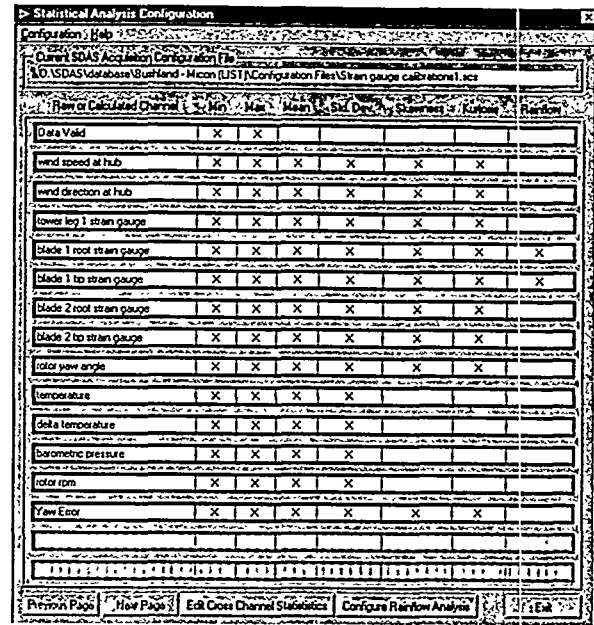 Statistical Analysis Configuration
Configuration Help
Current SDAS Acquisition Configuration File
O:\SDAS\database\Bushland - Micon (LIST)\Configuration Files\Strain gauge calibrations1.scs
Raw or Calculated Channel Min Max Mean Std. Dev. Skewness Kurtosis Rainflow
Data Valid X X
wind speed at hub X X X X X X
wind direction at hub X X X X X X
tower leg 1 strain gauge X X X X X X
blade 1 root strain gauge X X X X X X X
blade 1 tip strain gauge X X X X X X X
blade 2 root strain gauge X X X X X X
blade 2 tip strain gauge X X X X X X
rotor yaw angle X X X X X X
temperature X X X X
delta temperature X X X X
barometric pressure X X X X
rotor rpm X X X X
Yaw Error X X X X X X
Previous Page Next Page Edit Cross Channel Statistics Configure Rainflow Analysis Exit